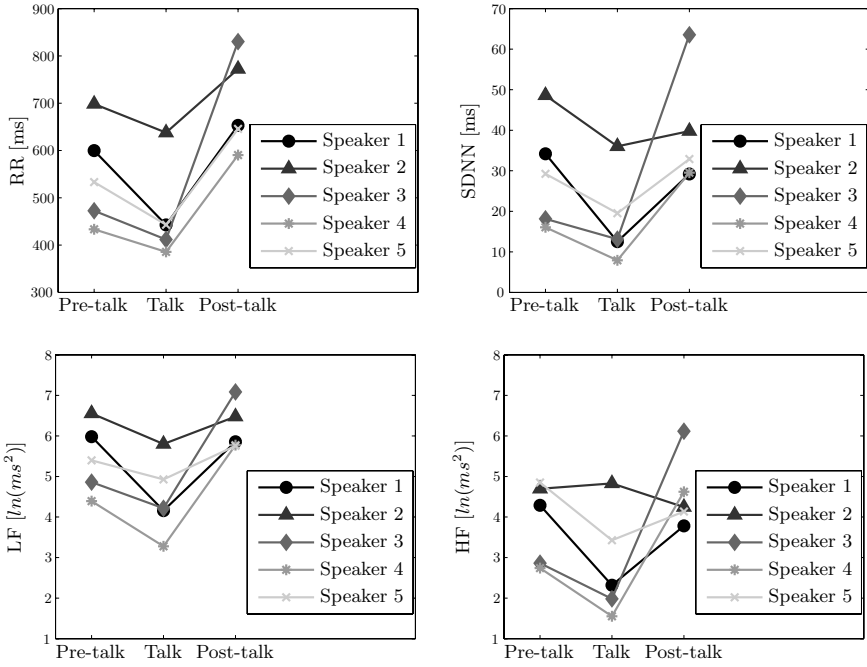 900
800
700
600
500
400
300
RR [ms]
Pre-talk Talk Post-talk
Speaker 1
Speaker 2
Speaker 3
Speaker 4
Speaker 5
70
60
50
40
30
20
10
0
SDNN [ms]
Pre-talk Talk Post-talk
Speaker 1
Speaker 2
Speaker 3
Speaker 4
Speaker 5
8
7
6
5
4
3
2
1
LF [ln(ms²)]
Pre-talk Talk Post-talk
Speaker 1
Speaker 2
Speaker 3
Speaker 4
Speaker 5
8
7
6
5
4
3
2
1
HF [ln(ms²)]
Pre-talk Talk Post-talk
Speaker 1
Speaker 2
Speaker 3
Speaker 4
Speaker 5